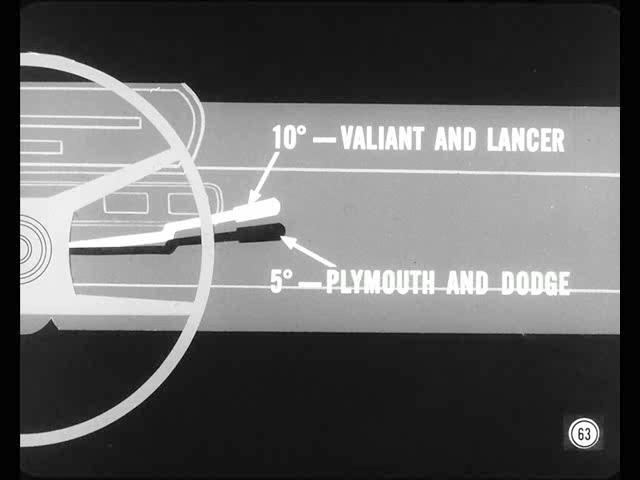 10° — VALIANT AND LANCER
5° — PLYMOUTH AND DODGE
63